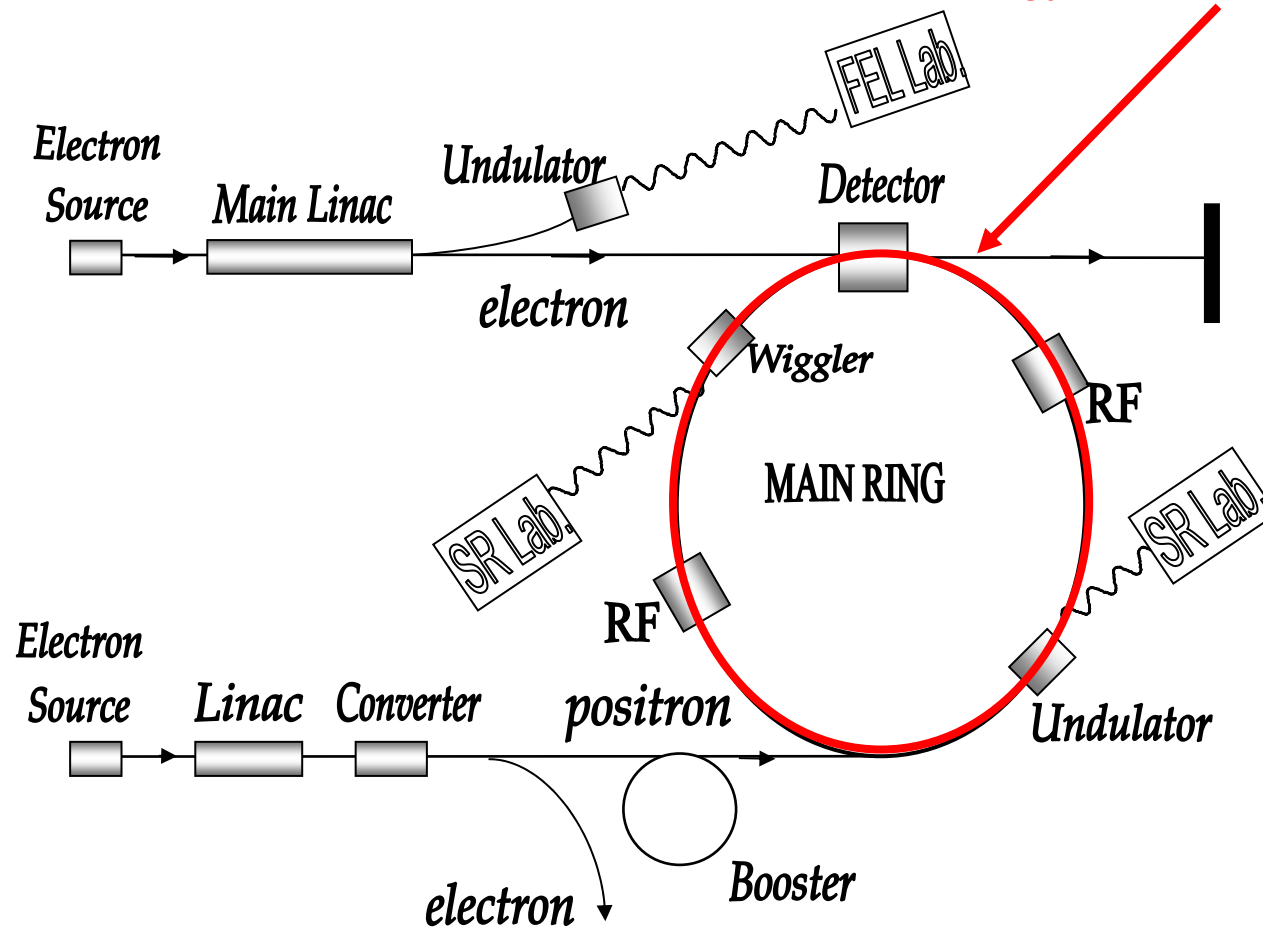 FEL Lab.
Electron
Source
Main Linac
Undulator
Detector
electron
Wiggler
RF
MAIN RING
SR Lab.
SR Lab.
RF
Electron
Source
Linac
Converter
positron
Undulator
Booster
electron